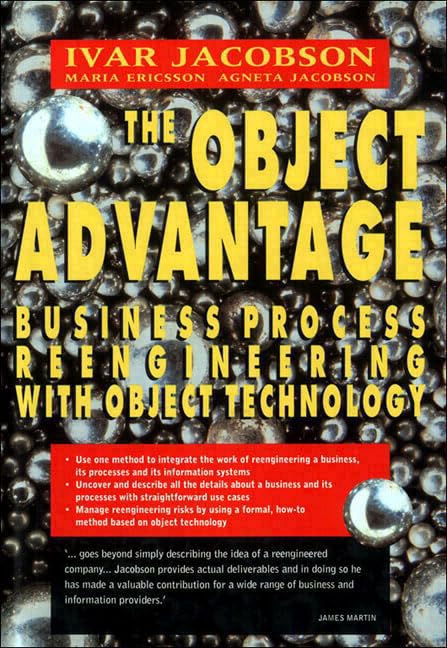 IVAR JACOBSON
MARIA ERICSSON AGNETA JACOBSON
THE OBJECT
ADVANTAGE
BUSINESS PROCESS
REENGINEERING
WITH OBJECT TECHNOLOGY
• Use one method to integrate the work of reengineering a business,
its processes and its information systems
• Uncover and describe all the details about a business and its
processes with straightforward use cases
• Manage reengineering risks by using a formal, how-to
method based on object technology
'... goes beyond simply describing the idea of a reengineered
company... Jacobson provides actual deliverables and in doing so he
has made a valuable contribution for a wide range of business and
information providers.'
JAMES MARTIN